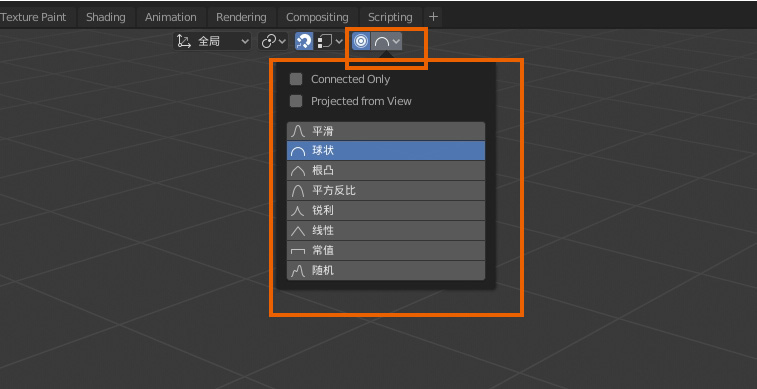 Texture Paint Shading Animation Rendering Compositing Scripting +
全局
Connected Only
Projected from View
平滑
球状
根凸
平方反比
锐利
线性
常值
随机